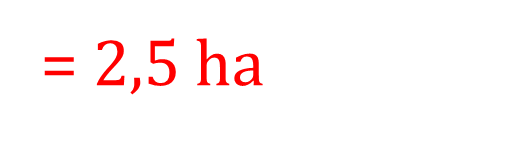 = 2,5 ha